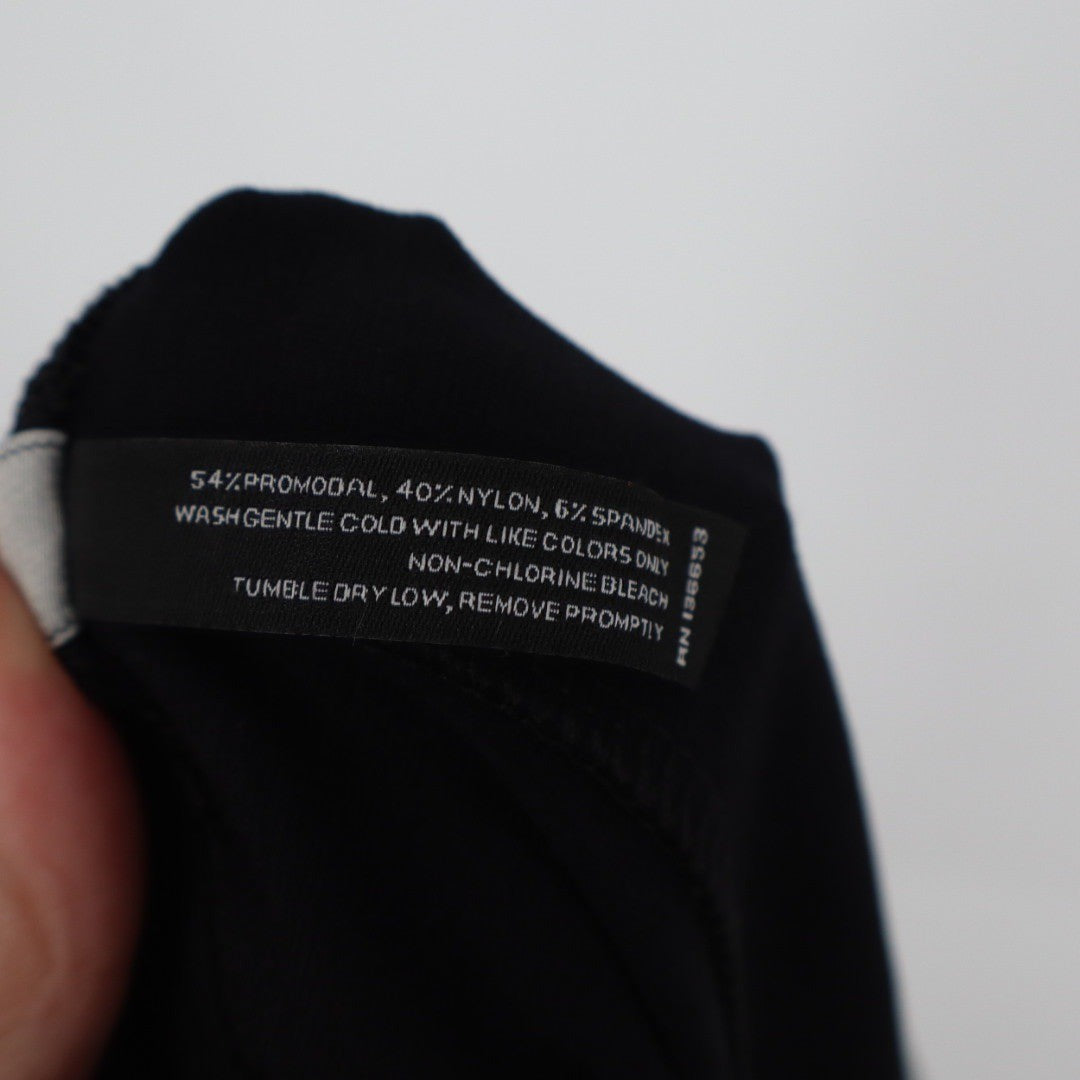 54%PROMODAL, 40%NYLON, 6%SPANDEX
WASH GENTLE COLD WITH LIKE COLORS ONLY
NON-CHLORINE BLEACH
TUMBLE DRY LOW, REMOVE PROMPTLY
RN 136653